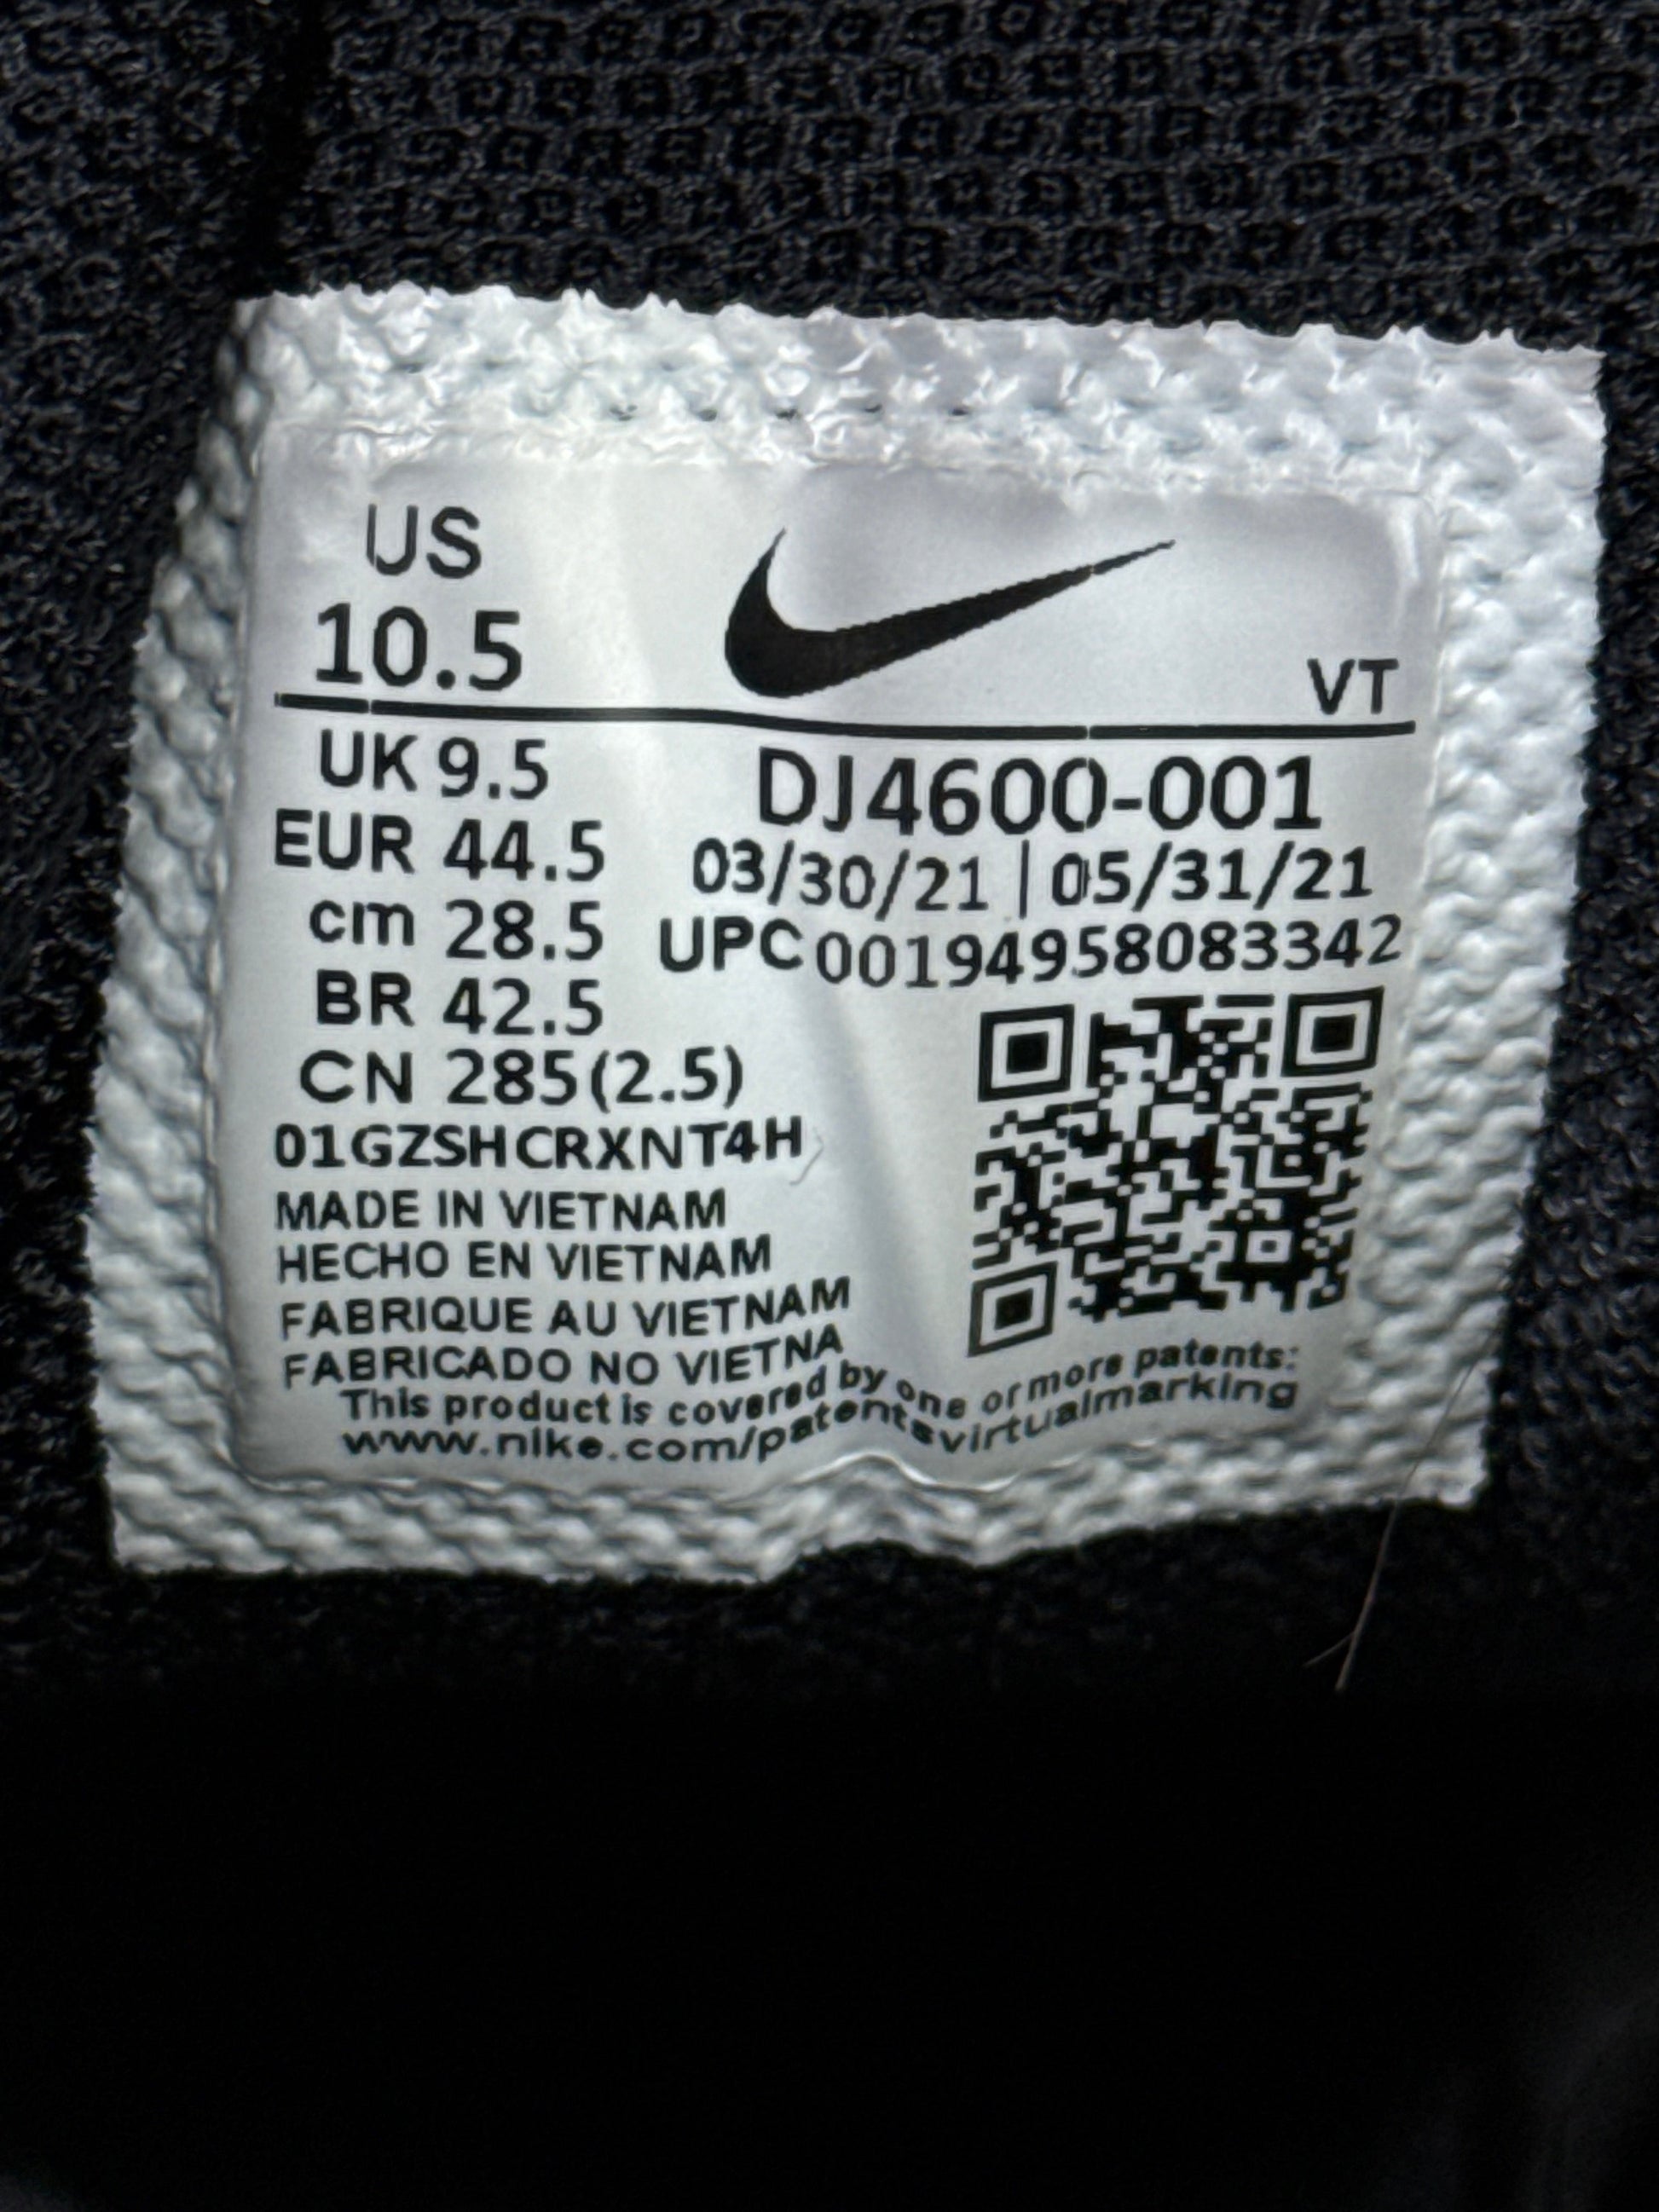 US
10.5
VT
UK 9.5
EUR 44.5
cm 28.5
BR 42.5
CN 285(2.5)
DJ4600-001
03/30/21 | 05/31/21
UPC 00194958083342
01GZSHCRXNT4H
MADE IN VIETNAM
HECHO EN VIETNAM
FABRIQUE AU VIETNAM
FABRICADO NO VIETNA
This product is covered by one or more patents:
www.nike.com/patentsvirtualmarking